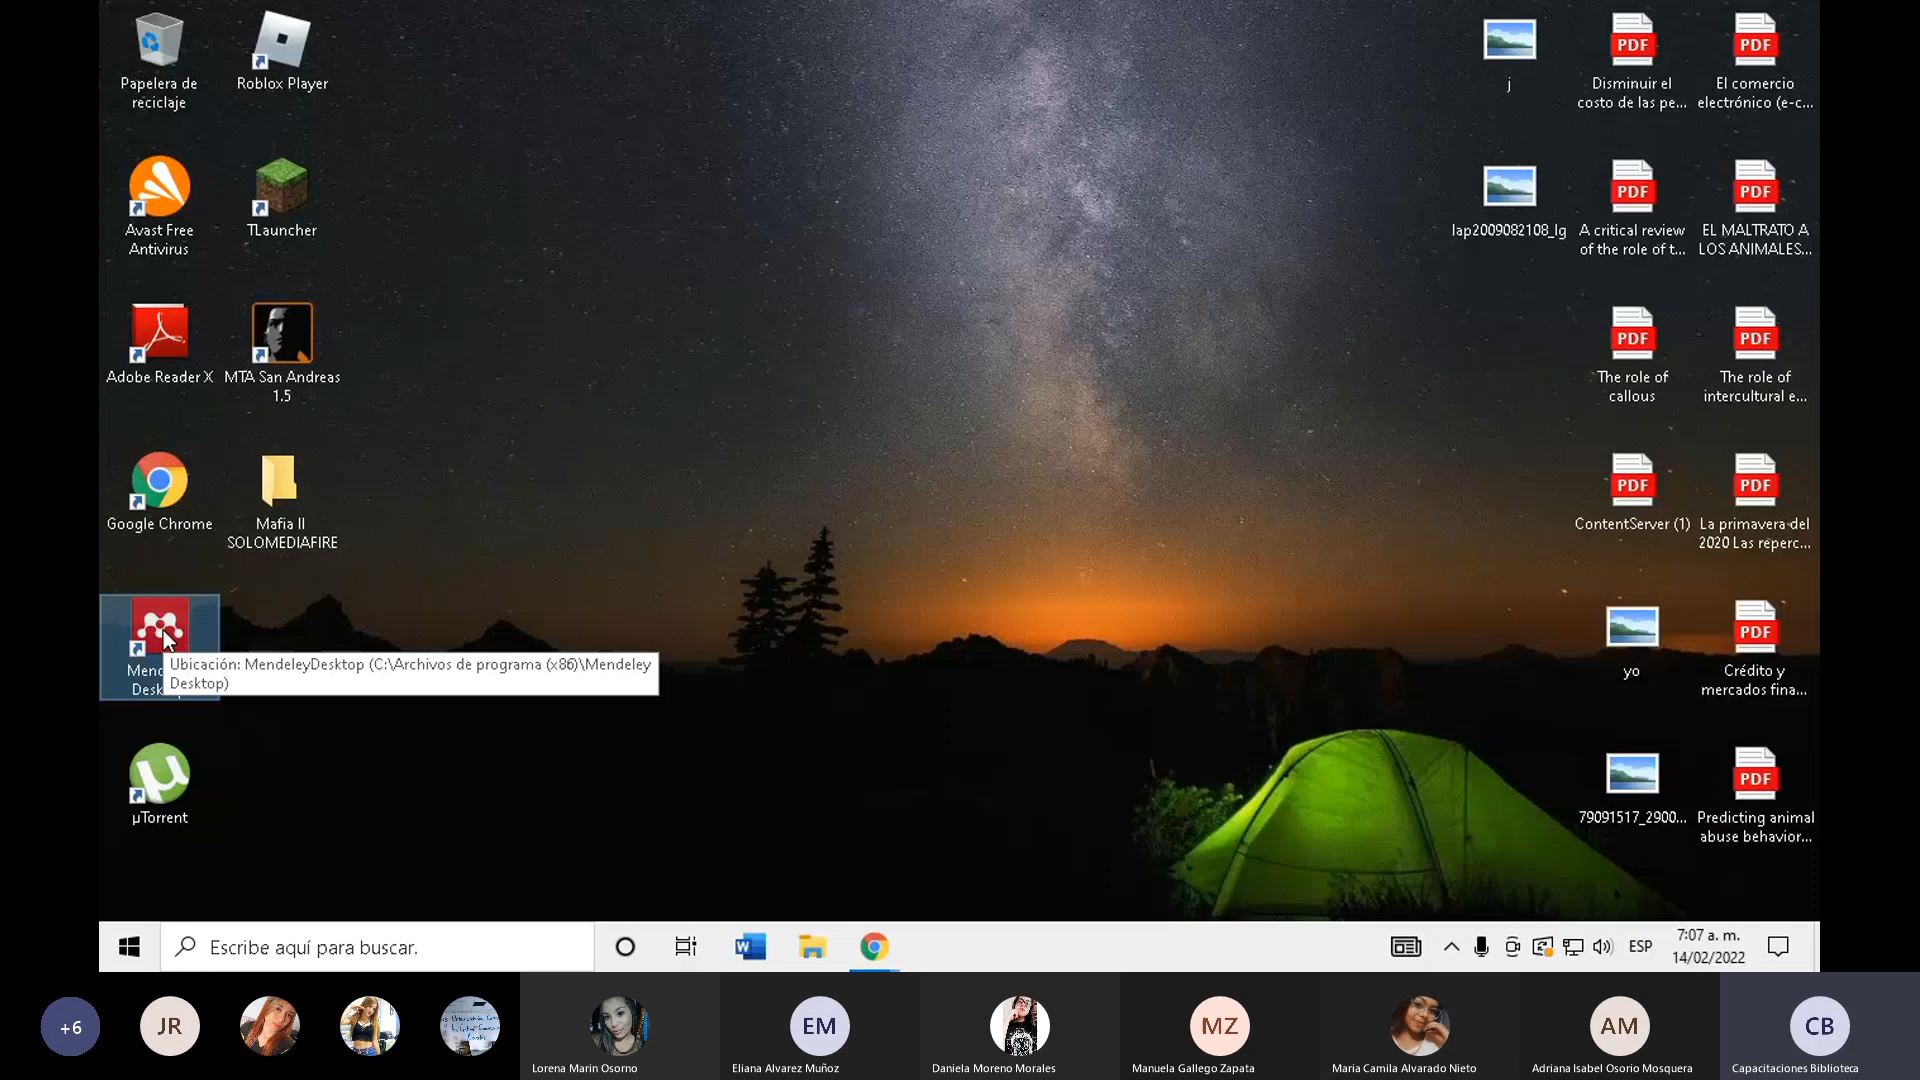 Papelera de
reciclaje
Roblox Player
Avast Free
Antivirus
TLauncher
Adobe Reader X
MTA San Andreas
1.5
Google Chrome
Mafia II
SOLOMEDIAFIRE
Mend
Desk
Ubicación: MendeleyDesktop (C:\Archivos de programa (x86)\Mendeley
Desktop)
µTorrent
j
PDF
Disminuir el
costo de las pe...
PDF
El comercio
electrónico (e-c...
lap2009082108_lg
PDF
A critical review
of the role of t...
PDF
EL MALTRATO A
LOS ANIMALES...
PDF
The role of
callous
PDF
The role of
intercultural e...
PDF
ContentServer (1)
PDF
La primavera del
2020 Las reperc...
yo
PDF
Crédito y
mercados fina...
79091517_2900...
PDF
Predicting animal
abuse behavior...
Escribe aquí para buscar.
ESP
7:07 a. m.
14/02/2022
+6
JR
Lorena Marin Osorno
EM
Eliana Alvarez Muñoz
Daniela Moreno Morales
MZ
Manuela Gallego Zapata
Maria Camila Alvarado Nieto
AM
Adriana Isabel Osorio Mosquera
CB
Capacitaciones Biblioteca